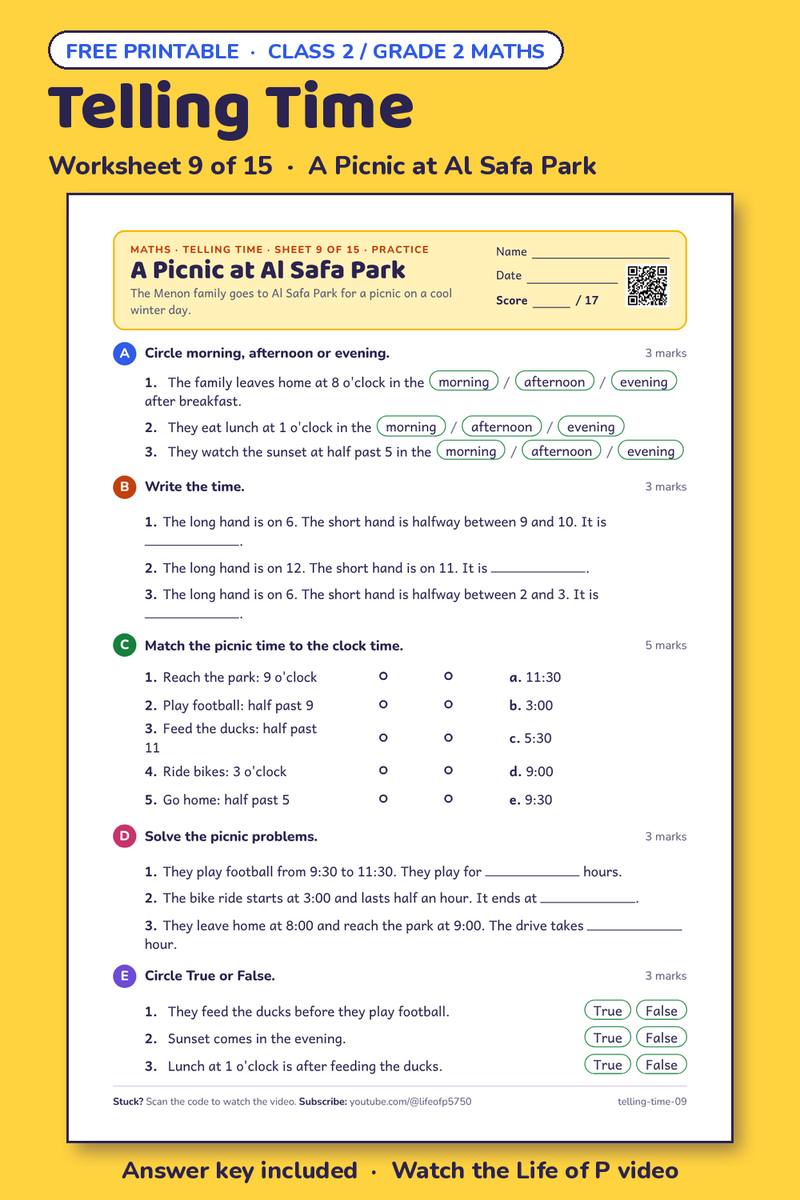 FREE PRINTABLE · CLASS 2 / GRADE 2 MATHS
Telling Time
Worksheet 9 of 15 · A Picnic at Al Safa Park
MATHS · TELLING TIME · SHEET 9 OF 15 · PRACTICE
A Picnic at Al Safa Park
The Menon family goes to Al Safa Park for a picnic on a cool
winter day.
Name ____________
Date ____________
Score ______ / 17
A Circle morning, afternoon or evening. 3 marks
1. The family leaves home at 8 o'clock in the morning / afternoon / evening
after breakfast.
2. They eat lunch at 1 o'clock in the morning / afternoon / evening
3. They watch the sunset at half past 5 in the morning / afternoon / evening
B Write the time. 3 marks
1. The long hand is on 6. The short hand is halfway between 9 and 10. It is
____________.
2. The long hand is on 12. The short hand is on 11. It is ____________.
3. The long hand is on 6. The short hand is halfway between 2 and 3. It is
____________.
C Match the picnic time to the clock time. 5 marks
1. Reach the park: 9 o'clock a. 11:30
2. Play football: half past 9 b. 3:00
3. Feed the ducks: half past
11 c. 5:30
4. Ride bikes: 3 o'clock d. 9:00
5. Go home: half past 5 e. 9:30
D Solve the picnic problems. 3 marks
1. They play football from 9:30 to 11:30. They play for ____________ hours.
2. The bike ride starts at 3:00 and lasts half an hour. It ends at ____________.
3. They leave home at 8:00 and reach the park at 9:00. The drive takes ____________
hour.
E Circle True or False. 3 marks
1. They feed the ducks before they play football. True False
2. Sunset comes in the evening. True False
3. Lunch at 1 o'clock is after feeding the ducks. True False
Stuck? Scan the code to watch the video. Subscribe: youtube.com/@lifeofp5750 telling-time-09
Answer key included · Watch the Life of P video